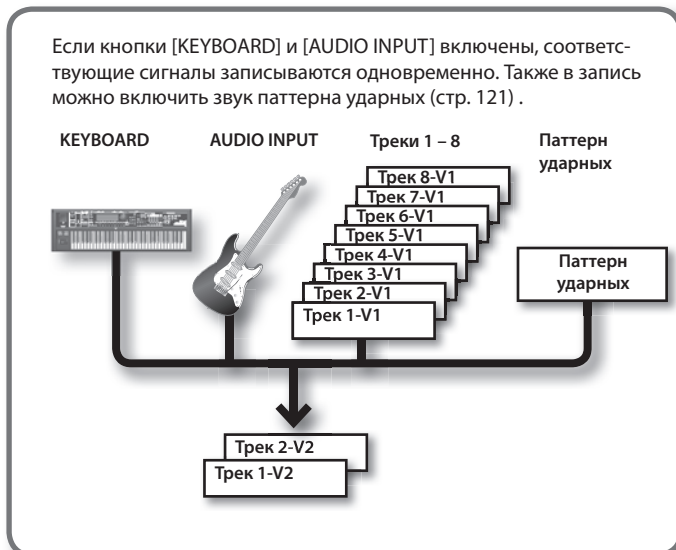 Если кнопки [KEYBOARD] и [AUDIO INPUT] включены, соответс-
твующие сигналы записываются одновременно. Также в запись
можно включить звук паттерна ударных (стр. 121) .
KEYBOARD
AUDIO INPUT
Треки 1 – 8
Паттерн
ударных
Трек 8-V1
Трек 7-V1
Трек 6-V1
Трек 5-V1
Трек 4-V1
Трек 3-V1
Трек 2-V1
Трек 1-V1
Паттерн
ударных
Трек 2-V2
Трек 1-V2